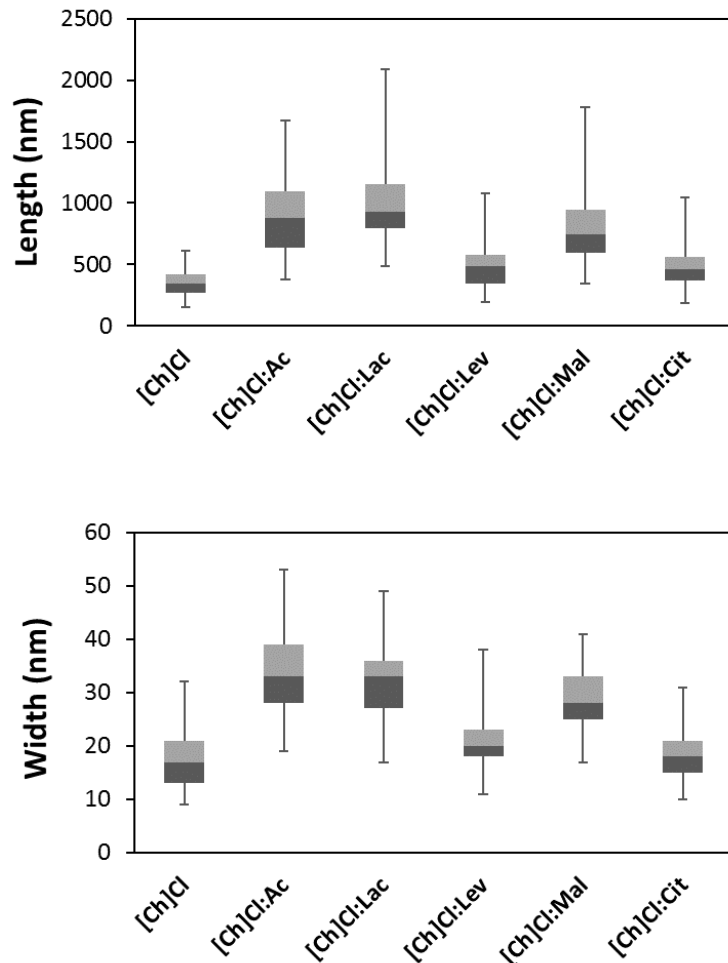 Length (nm)
2500
2000
1500
1000
500
0
[Ch]Cl
[Ch]Cl:Ac
[Ch]Cl:Lac
[Ch]Cl:Lev
[Ch]Cl:Mal
[Ch]Cl:Cit
Width (nm)
60
50
40
30
20
10
0
[Ch]Cl
[Ch]Cl:Ac
[Ch]Cl:Lac
[Ch]Cl:Lev
[Ch]Cl:Mal
[Ch]Cl:Cit